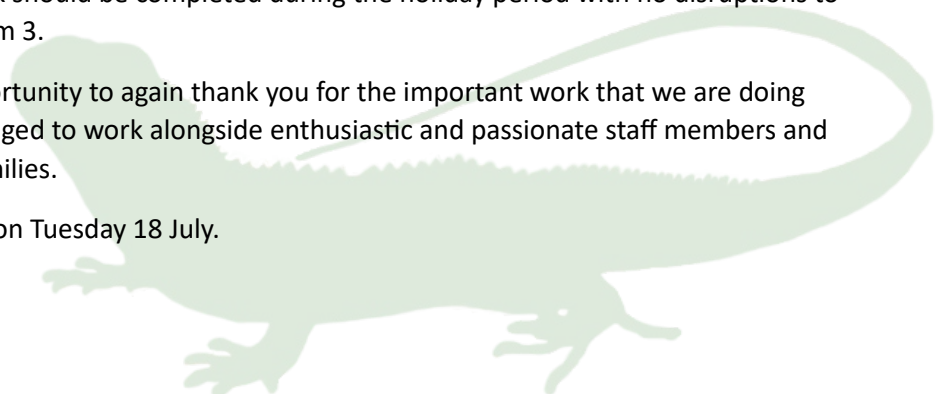 should be completed during the holiday period with no disruptions to
m 3.
ortunity to again thank you for the important work that we are doing
ged to work alongside enthusiastic and passionate staff members and
ilies.
on Tuesday 18 July.